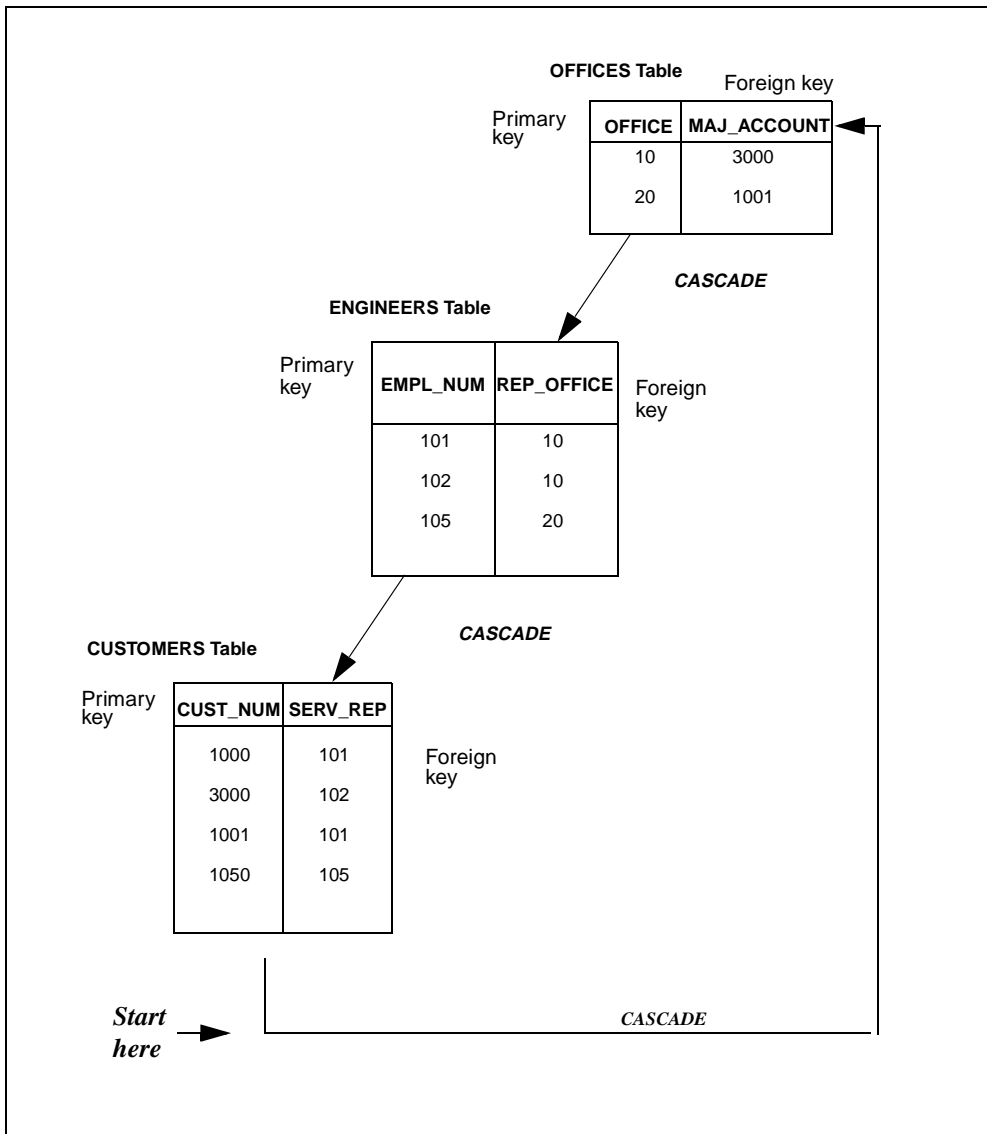 OFFICES Table
Foreign key
Primary
key
OFFICE MAJ_ACCOUNT
10 3000
20 1001
CASCADE
ENGINEERS Table
Primary
key
EMPL_NUM REP_OFFICE
Foreign
key
101 10
102 10
105 20
CASCADE
CUSTOMERS Table
Primary
key
CUST_NUM SERV_REP
Foreign
key
1000 101
3000 102
1001 101
1050 105
Start
here
CASCADE